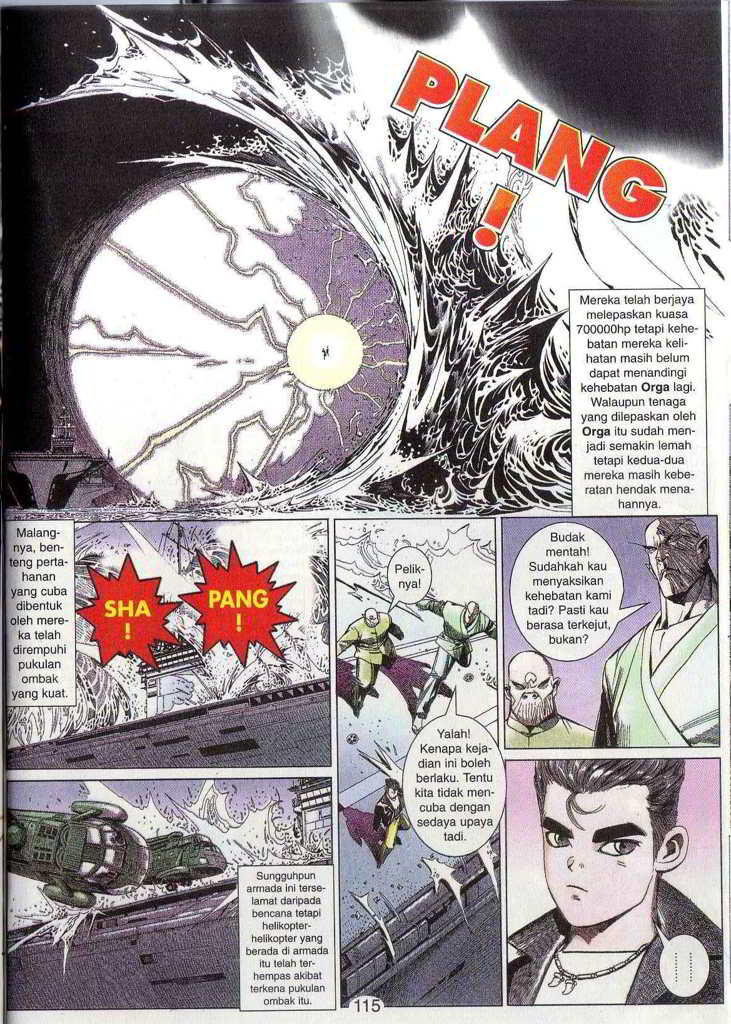 PLANG
!
Mereka telah berjaya
melepaskan kuasa
700000hp tetapi kehe-
batan mereka keli-
hatan masih belum
dapat menandingi
kehebatan Orga lagi.
Walaupun tenaga
yang dilepaskan oleh
Orga itu sudah men-
jadi semakin lemah
tetapi kedua-dua
mereka masih kebe-
ratan hendak mena-
hannya.
Malang-
nya, ben-
teng perta-
hanan
yang cuba
dibentuk
oleh mere-
ka telah
dirempuhi
pukulan
ombak
yang kuat.
SHA
!
PANG
!
Pelik-
nya!
Budak
mentah!
Sudahkah kau
menyaksikan
kehebatan kami
tadi? Pasti kau
berasa terkejut,
bukan?
Sungguhpun
armada ini terse-
lamat daripada
bencana tetapi
helikopter-
helikopter yang
berada di armada
itu telah ter-
hempas akibat
terkena pukulan
ombak itu.
Yalah!
Kenapa keja-
dian ini boleh
berlaku. Tentu
kita tidak men-
cuba dengan
sedaya upaya
tadi.
......
115